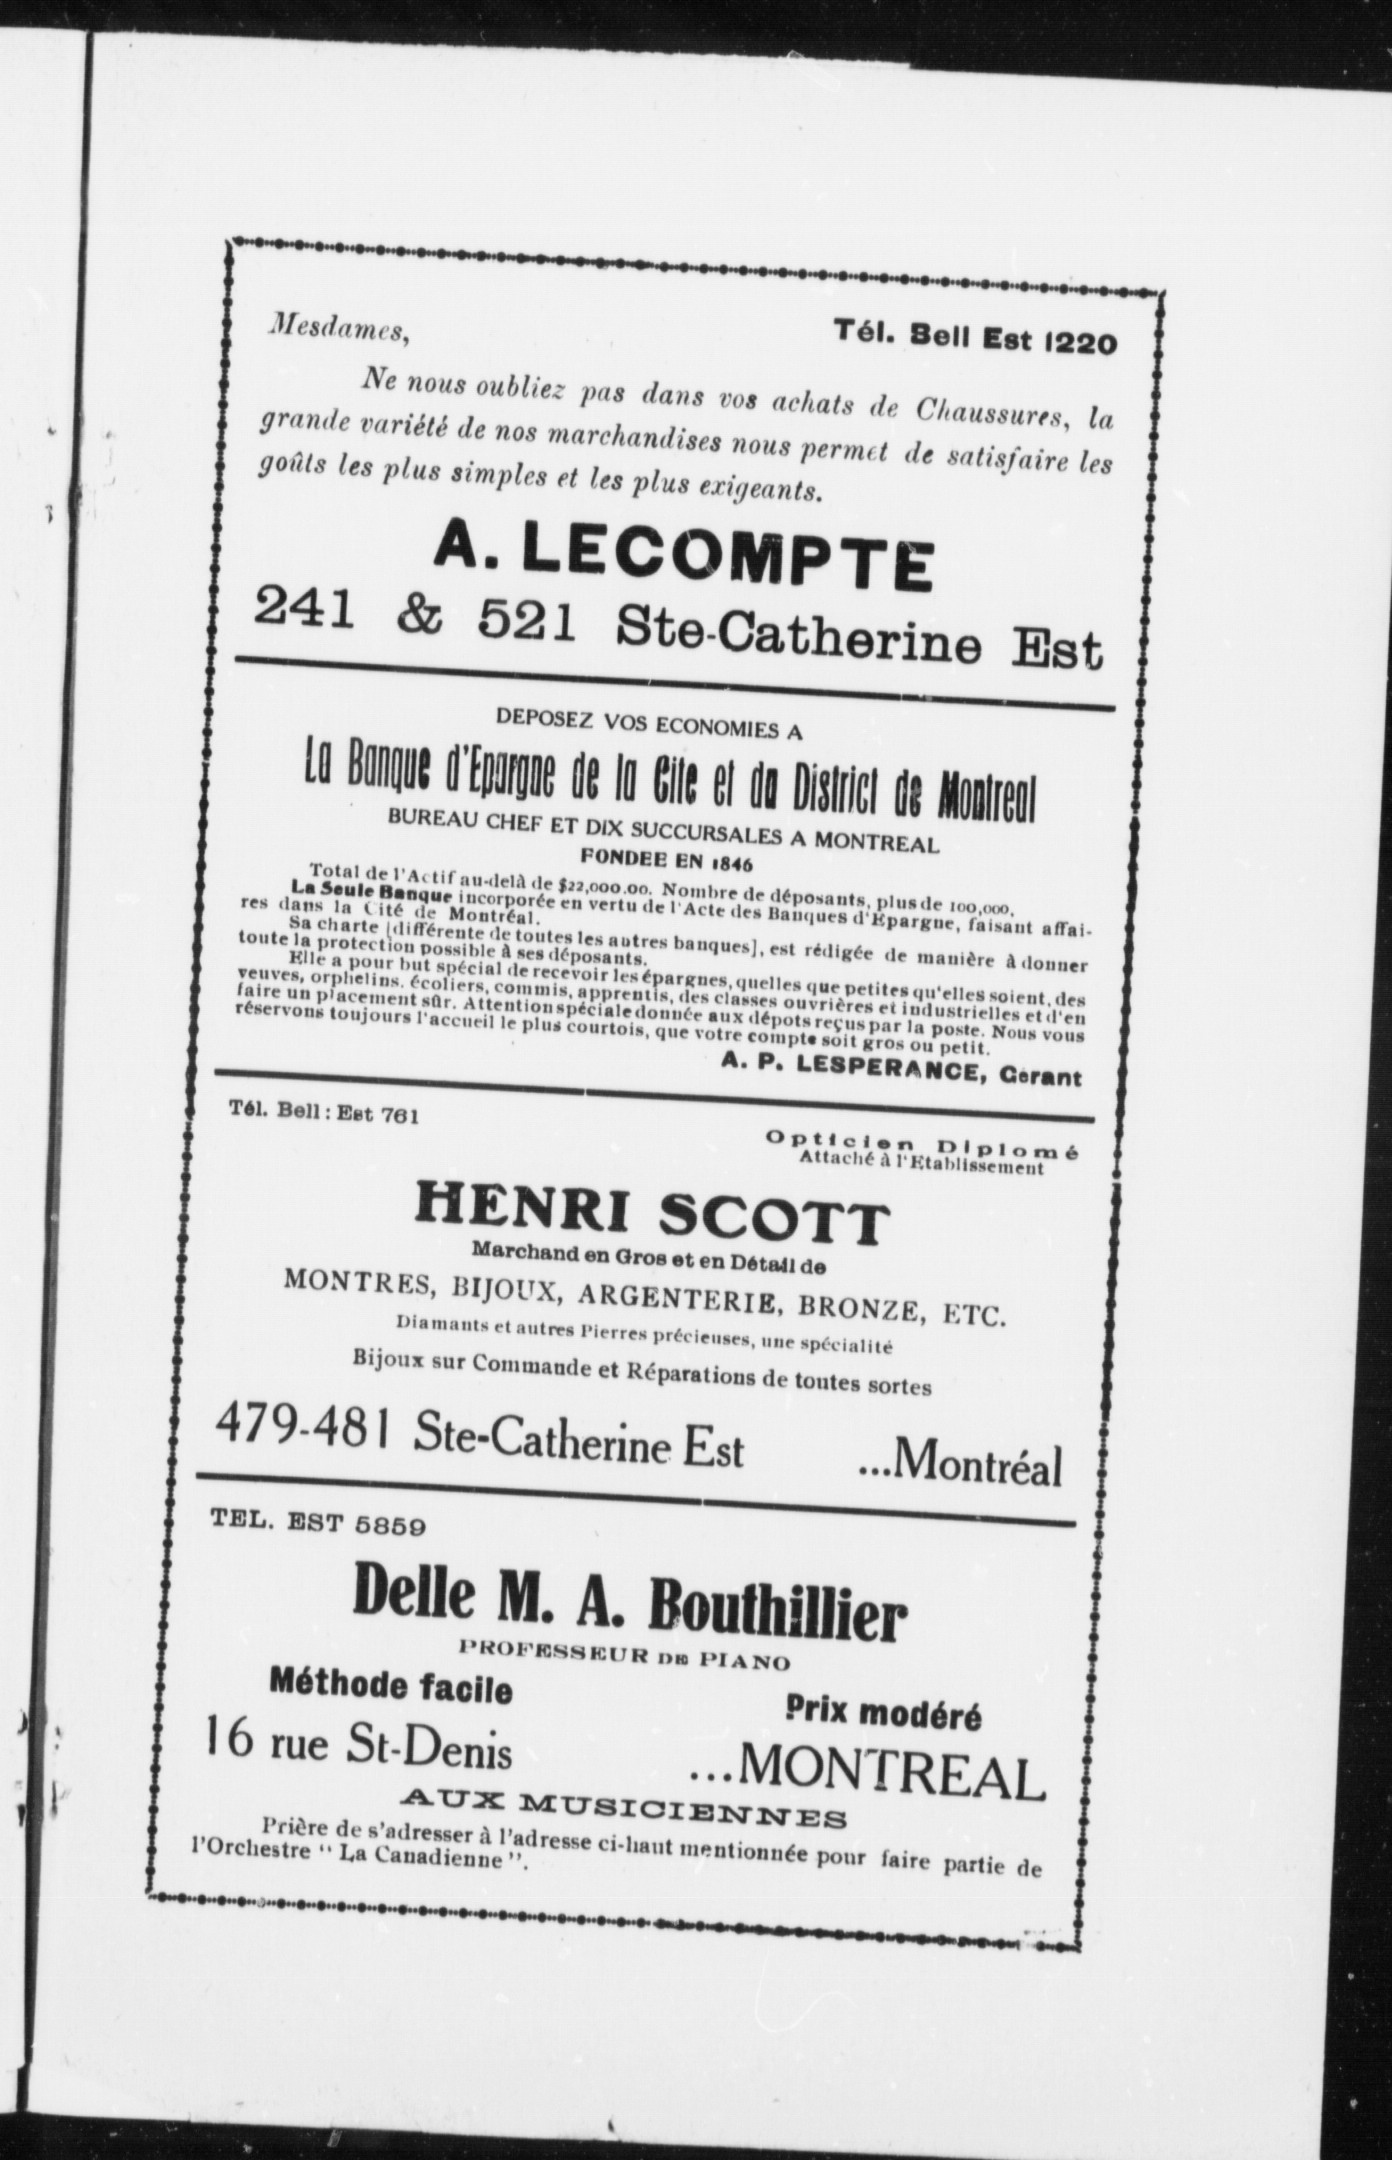 Mesdames,
Tél. Bell Est 1220
Ne nous oubliez pas dans vos achats de Chaussures, la
grande variété de nos marchandises nous permet de satisfaire les
goûts les plus simples et les plus exigeants.
A. LECOMPTE
241 & 521 Ste-Catherine Est
DEPOSEZ VOS ECONOMIES A
La Banque d'Epargne de la Cite et du District de Montreal
BUREAU CHEF ET DIX SUCCURSALES A MONTREAL
FONDEE EN 1846
Total de l'Actif au-delà de $22,000.00. Nombre de déposants, plus de 100,000.
La Seule Banque incorporée en vertu de l'Acte des Banques d'Epargne, faisant affai-
res dans la Cité de Montréal.
Sa charte [différente de toutes les autres banques], est rédigée de manière à donner
toute la protection possible à ses déposants.
Elle a pour but spécial de recevoir les épargnes, quelles que petites qu'elles soient, des
veuves, orphelins, écoliers, commis, apprentis, des classes ouvrières et industrielles et d'en
faire un placement sûr. Attention spéciale donnée aux dépots reçus par la poste. Nous vous
réservons toujours l'accueil le plus courtois, que votre compte soit gros ou petit.
A. P. LESPERANCE, Gérant
Tél. Bell : Est 761
Opticien Diplomé
Attaché à l'Etablissement
HENRI SCOTT
Marchand en Gros et en Détail de
MONTRES, BIJOUX, ARGENTERIE, BRONZE, ETC.
Diamants et autres Pierres précieuses, une spécialité
Bijoux sur Commande et Réparations de toutes sortes
479-481 Ste-Catherine Est ...Montréal
TEL. EST 5859
Delle M. A. Bouthillier
PROFESSEUR DE PIANO
Méthode facile Prix modéré
16 rue St-Denis ...MONTREAL
AUX MUSICIENNES
Prière de s'adresser à l'adresse ci-haut mentionnée pour faire partie de
l'Orchestre " La Canadienne ".